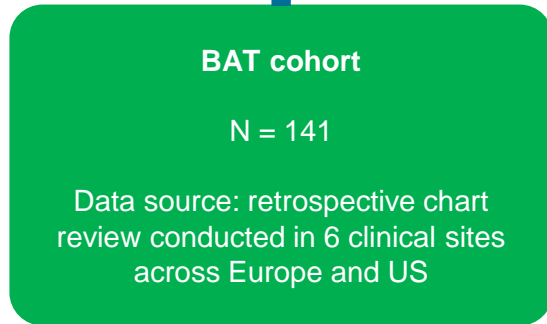 BAT cohort
N = 141
Data source: retrospective chart
review conducted in 6 clinical sites
across Europe and US